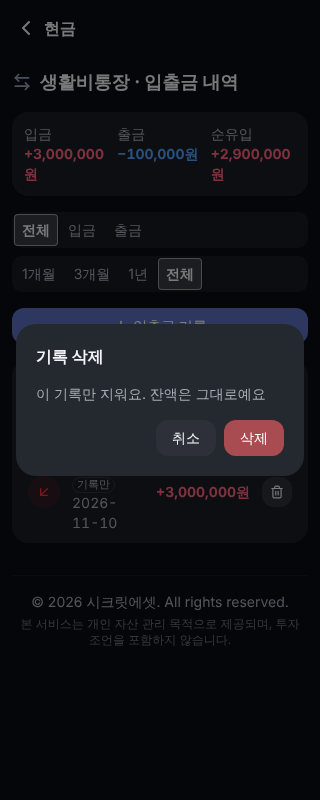 현금
생활비통장 · 입출금 내역
입금 출금 순유입
+3,000,000원 −100,000원 +2,900,000원
전체 입금 출금
1개월 3개월 1년 전체
기록 삭제
이 기록만 지워요. 잔액은 그대로예요
취소 삭제
기록만
2026-11-10
+3,000,000원
© 2026 시크릿에셋. All rights reserved.
본 서비스는 개인 자산 관리 목적으로 제공되며, 투자
조언을 포함하지 않습니다.